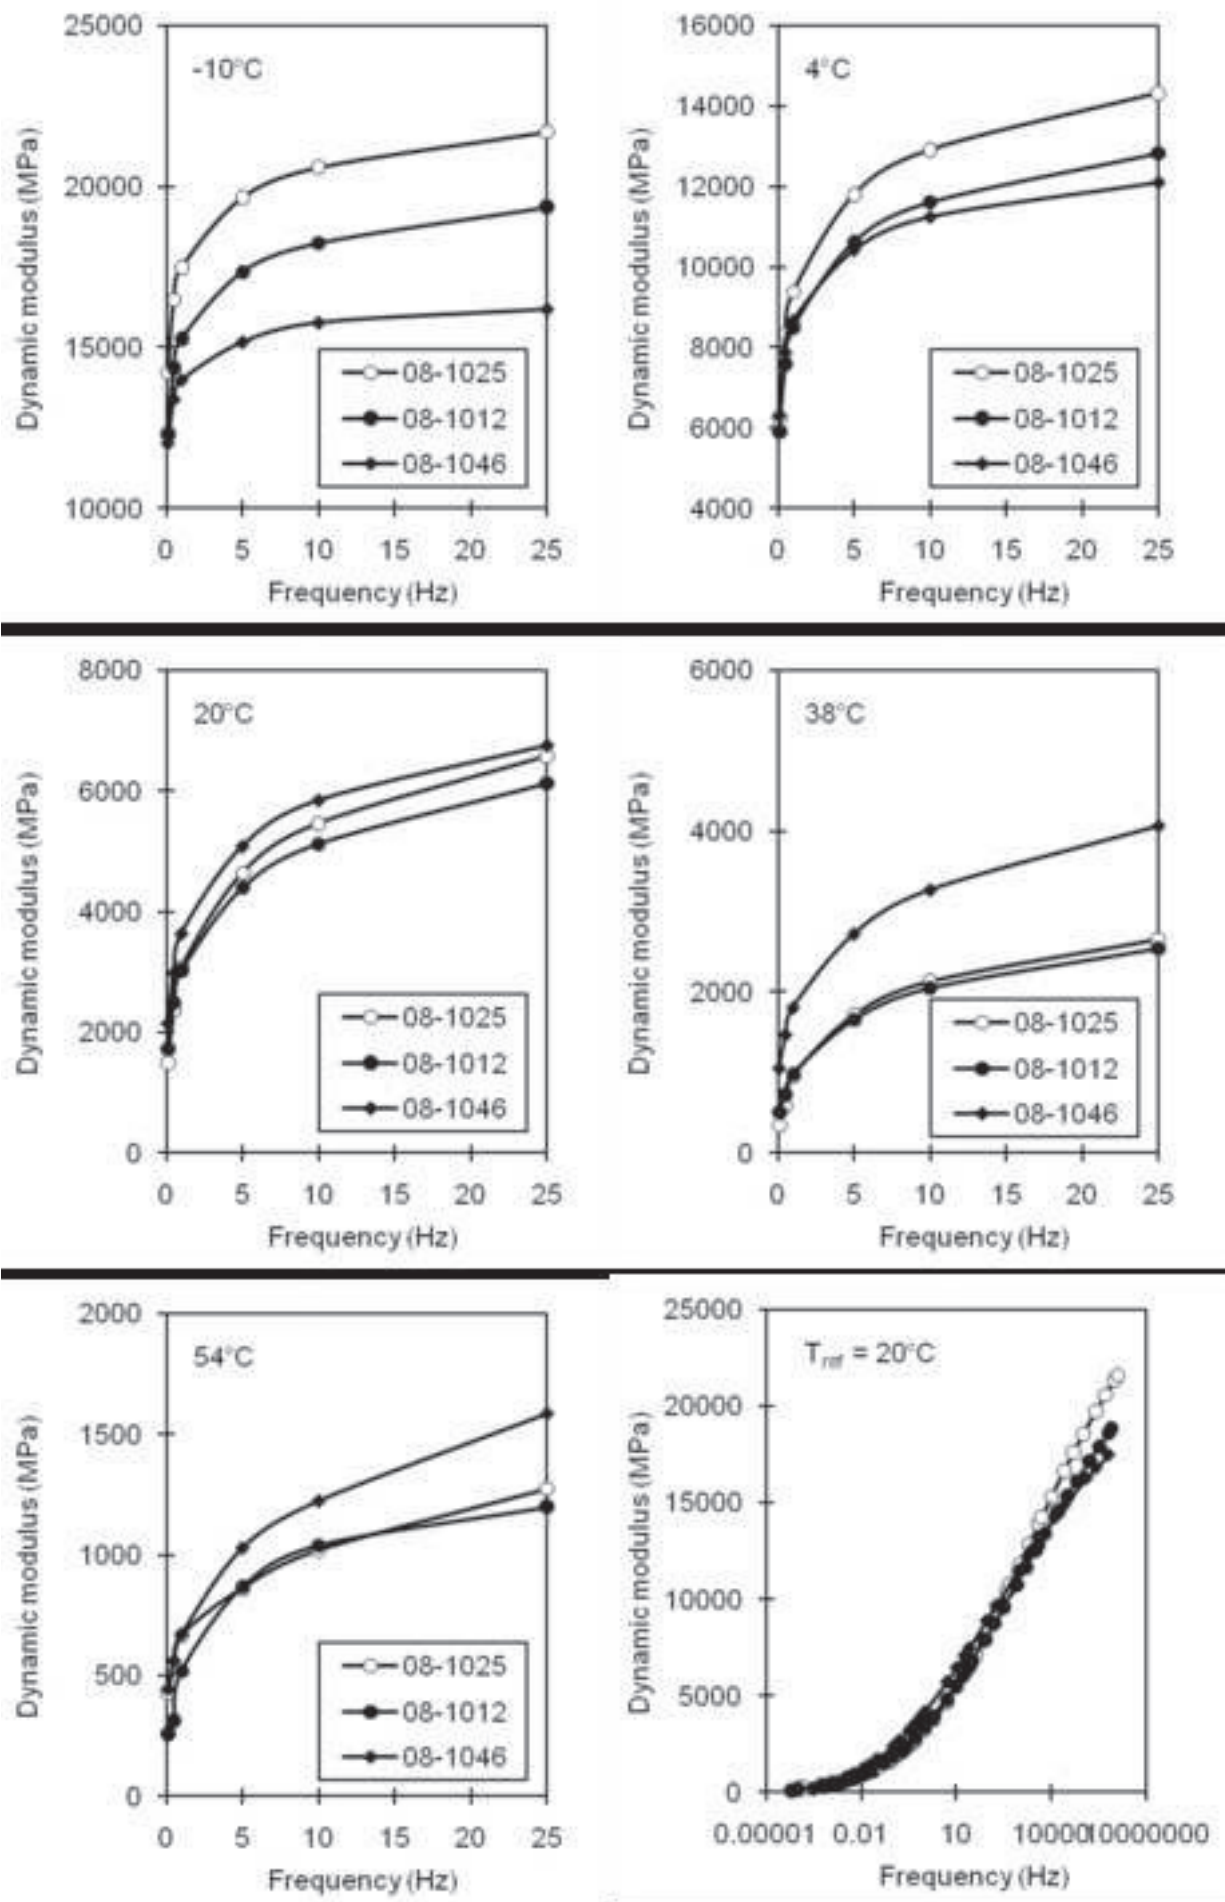 -10°C
Dynamic modulus (MPa)
25000
20000
15000
10000
08-1025
08-1012
08-1046
0 5 10 15 20 25
Frequency (Hz)
4°C
Dynamic modulus (MPa)
16000
14000
12000
10000
8000
6000
4000
08-1025
08-1012
08-1046
0 5 10 15 20 25
Frequency (Hz)
20°C
Dynamic modulus (MPa)
8000
6000
4000
2000
0
08-1025
08-1012
08-1046
0 5 10 15 20 25
Frequency (Hz)
38°C
Dynamic modulus (MPa)
6000
4000
2000
0
08-1025
08-1012
08-1046
0 5 10 15 20 25
Frequency (Hz)
54°C
Dynamic modulus (MPa)
2000
1500
1000
500
0
08-1025
08-1012
08-1046
0 5 10 15 20 25
Frequency (Hz)
Tref = 20°C
Dynamic modulus (MPa)
25000
20000
15000
10000
5000
0
0.00001 0.01 10 10000 10000000
Frequency (Hz)